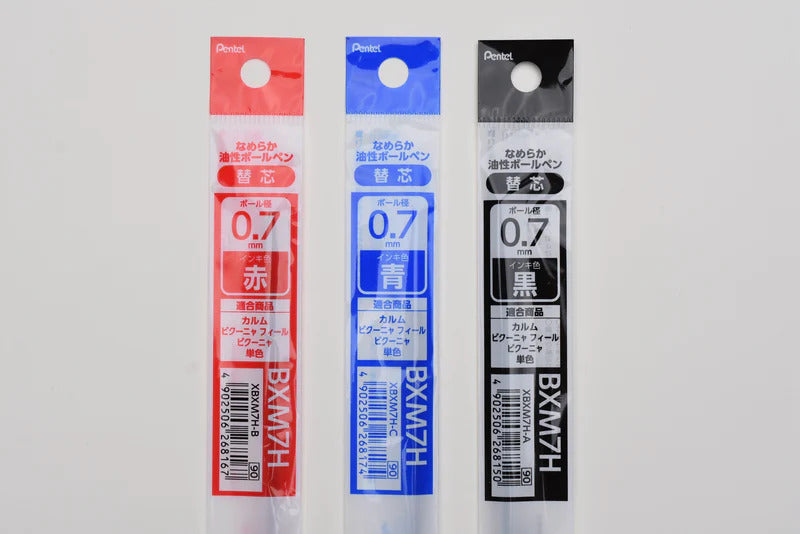 Pentel
なめらか
油性ボールペン
替芯
ボール径
0.7
mm
インキ色
赤
適合商品
カルム
ビクーニャ フィール
ビクーニャ
単色
BXM7H
XBXM7H-B
4 902506 268167
90
Pentel
なめらか
油性ボールペン
替芯
ボール径
0.7
mm
インキ色
青
適合商品
カルム
ビクーニャ フィール
ビクーニャ
単色
BXM7H
XBXM7H-C
4 902506 268174
90
Pentel
なめらか
油性ボールペン
替芯
ボール径
0.7
mm
インキ色
黒
適合商品
カルム
ビクーニャ フィール
ビクーニャ
単色
BXM7H
XBXM7H-A
4 902506 268150
90